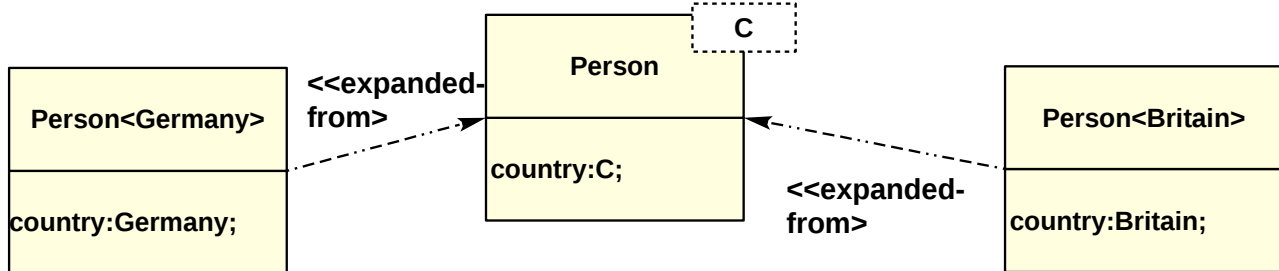 C
Person
<<expanded-
from>
Person<Germany>
Person<Britain>
country:C;
<<expanded-
from>
country:Germany;
country:Britain;